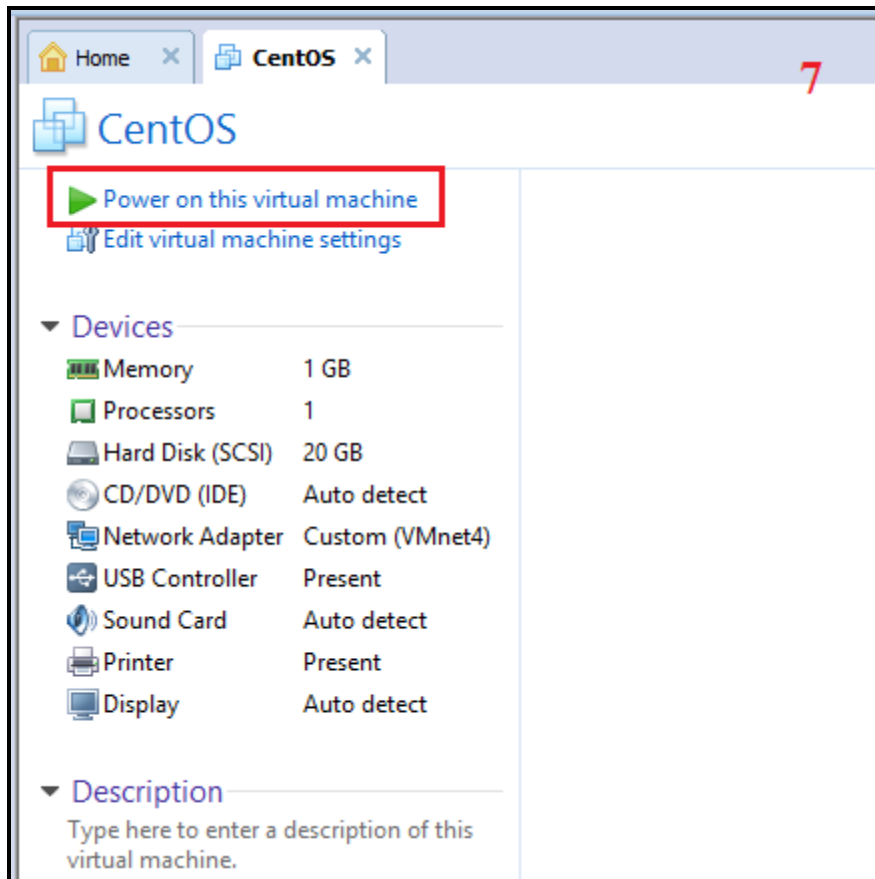 Home
CentOS
7
CentOS
Power on this virtual machine
Edit virtual machine settings
Devices
Memory 1 GB
Processors 1
Hard Disk (SCSI) 20 GB
CD/DVD (IDE) Auto detect
Network Adapter Custom (VMnet4)
USB Controller Present
Sound Card Auto detect
Printer Present
Display Auto detect
Description
Type here to enter a description of this
virtual machine.